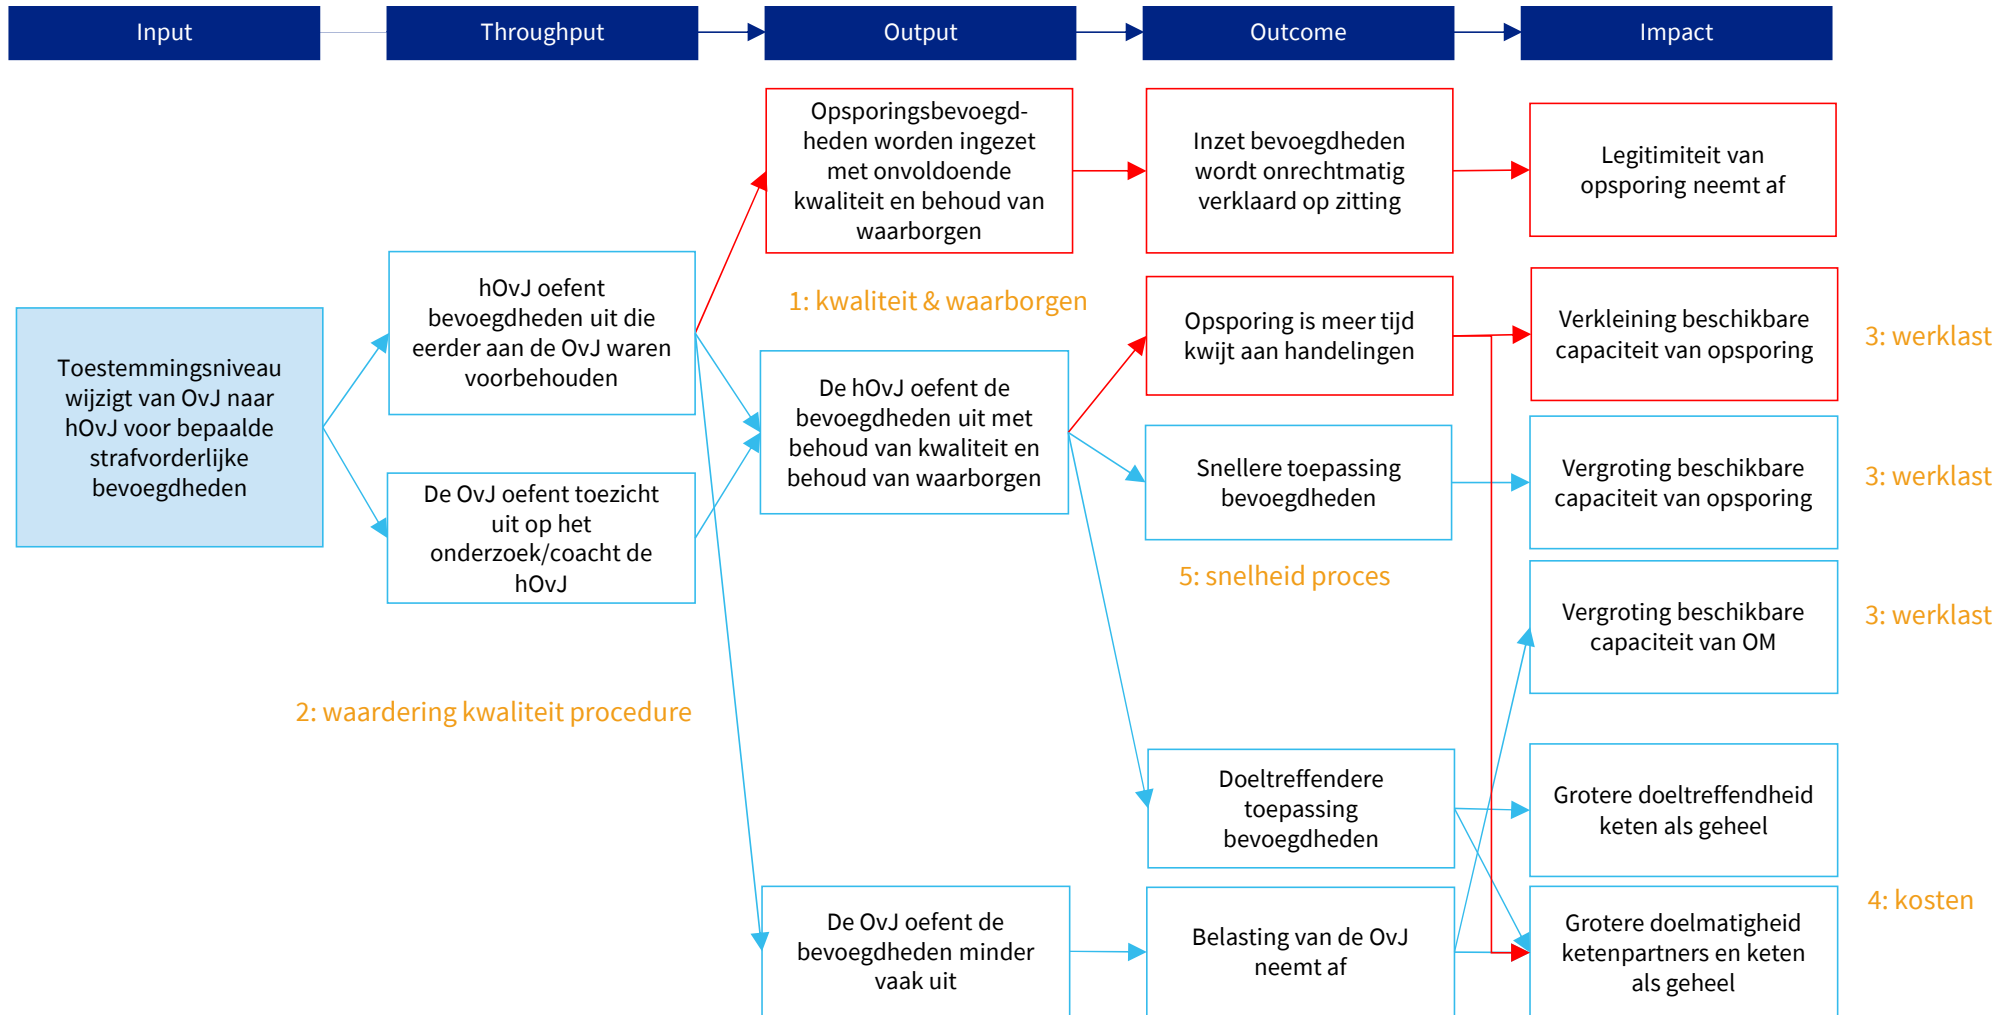 Input
Throughput
Output
Outcome
Impact
Toestemmingsniveau
wijzigt van OvJ naar
hOvJ voor bepaalde
strafvorderlijke
bevoegdheden
hOvJ oefent
bevoegdheden uit die
eerder aan de OvJ waren
voorbehouden
De OvJ oefent toezicht
uit op het
onderzoek/coacht de
hOvJ
2: waardering kwaliteit procedure
Opsporingsbevoegd-
heden worden ingezet
met onvoldoende
kwaliteit en behoud van
waarborgen
1: kwaliteit & waarborgen
De hOvJ oefent de
bevoegdheden uit met
behoud van kwaliteit en
behoud van waarborgen
De OvJ oefent de
bevoegdheden minder
vaak uit
Inzet bevoegdheden
wordt onrechtmatig
verklaard op zitting
Opsporing is meer tijd
kwijt aan handelingen
Snellere toepassing
bevoegdheden
5: snelheid proces
Doeltreffendere
toepassing
bevoegdheden
Belasting van de OvJ
neemt af
Legitimiteit van
opsporing neemt af
Verkleining beschikbare
capaciteit van opsporing
3: werklast
Vergroting beschikbare
capaciteit van opsporing
3: werklast
Vergroting beschikbare
capaciteit van OM
3: werklast
Grotere doeltreffendheid
keten als geheel
4: kosten
Grotere doelmatigheid
ketenpartners en keten
als geheel